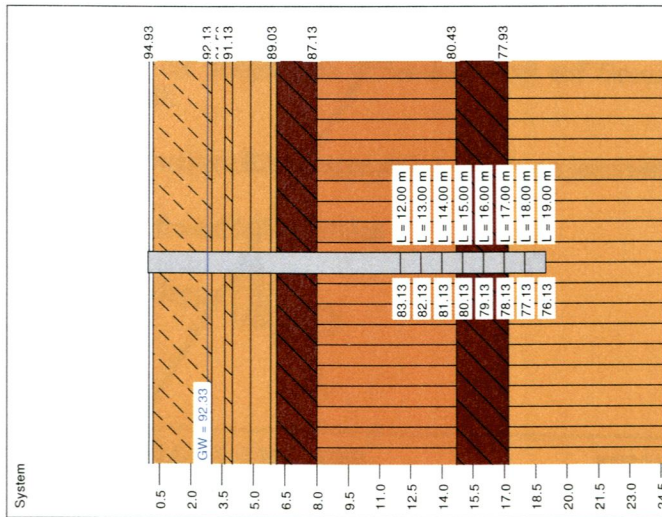 System
94.93
92.13
91.13
89.03
87.13
80.43
77.93
GW = 92.33
83.13 L = 12.00 m
82.13 L = 13.00 m
81.13 L = 14.00 m
80.13 L = 15.00 m
79.13 L = 16.00 m
78.13 L = 17.00 m
77.13 L = 18.00 m
76.13 L = 19.00 m
0.5
2.0
3.5
5.0
6.5
8.0
9.5
11.0
12.5
14.0
15.5
17.0
18.5
20.0
21.5
23.0
24.5